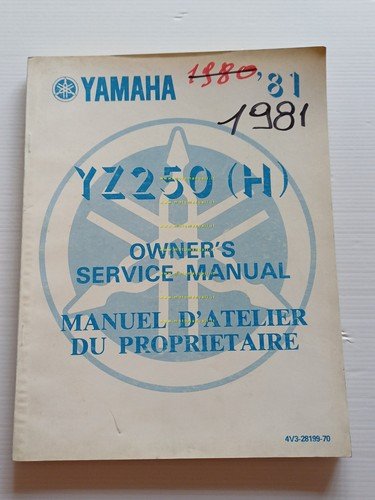 YAMAHA 1980 '81
1981
YZ250 (H)
OWNER'S
SERVICE MANUAL
MANUEL D'ATELIER
DU PROPRIETAIRE
4V3-28199-70